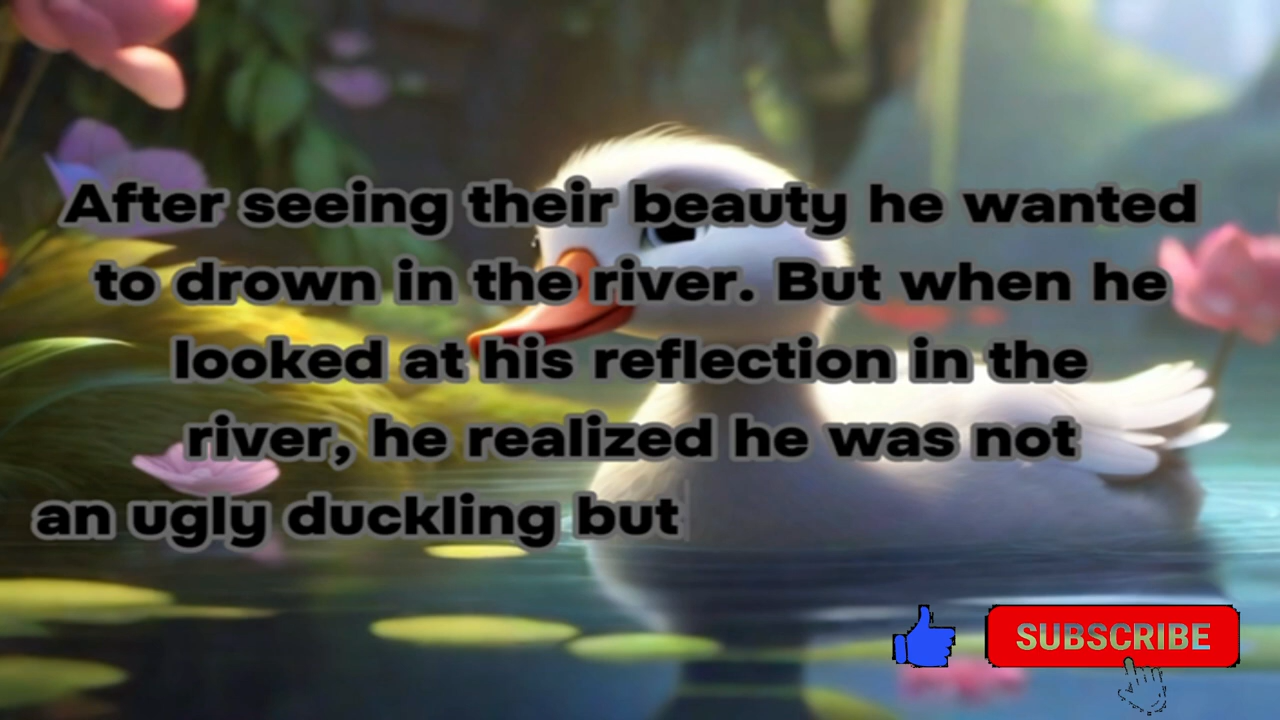 After seeing their beauty he wanted
to drown in the river. But when he
looked at his reflection in the
river, he realized he was not
an ugly duckling but
SUBSCRIBE